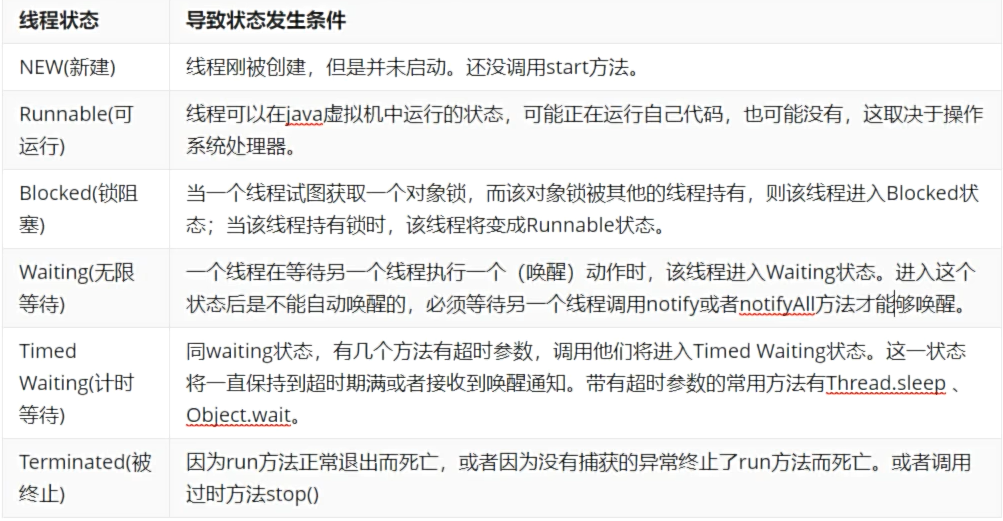 线程状态 导致状态发生条件
NEW(新建) 线程刚被创建，但是并未启动。还没调用start方法。
Runnable(可
运行)
线程可以在java虚拟机中运行的状态，可能正在运行自己代码，也可能没有，这取决于操作
系统处理器。
Blocked(锁阻
塞)
当一个线程试图获取一个对象锁，而该对象锁被其他的线程持有，则该线程进入Blocked状
态；当该线程持有锁时，该线程将变成Runnable状态。
Waiting(无限
等待)
一个线程在等待另一个线程执行一个（唤醒）动作时，该线程进入Waiting状态。进入这个
状态后是不能自动唤醒的，必须等待另一个线程调用notify或者notifyAll方法才能够唤醒。
Timed
Waiting(计时
等待)
同waiting状态，有几个方法有超时参数，调用他们将进入Timed Waiting状态。这一状态
将一直保持到超时期满或者接收到唤醒通知。带有超时参数的常用方法有Thread.sleep 、
Object.wait。
Terminated(被
终止)
因为run方法正常退出而死亡，或者因为没有捕获的异常终止了run方法而死亡。或者调用
过时方法stop()